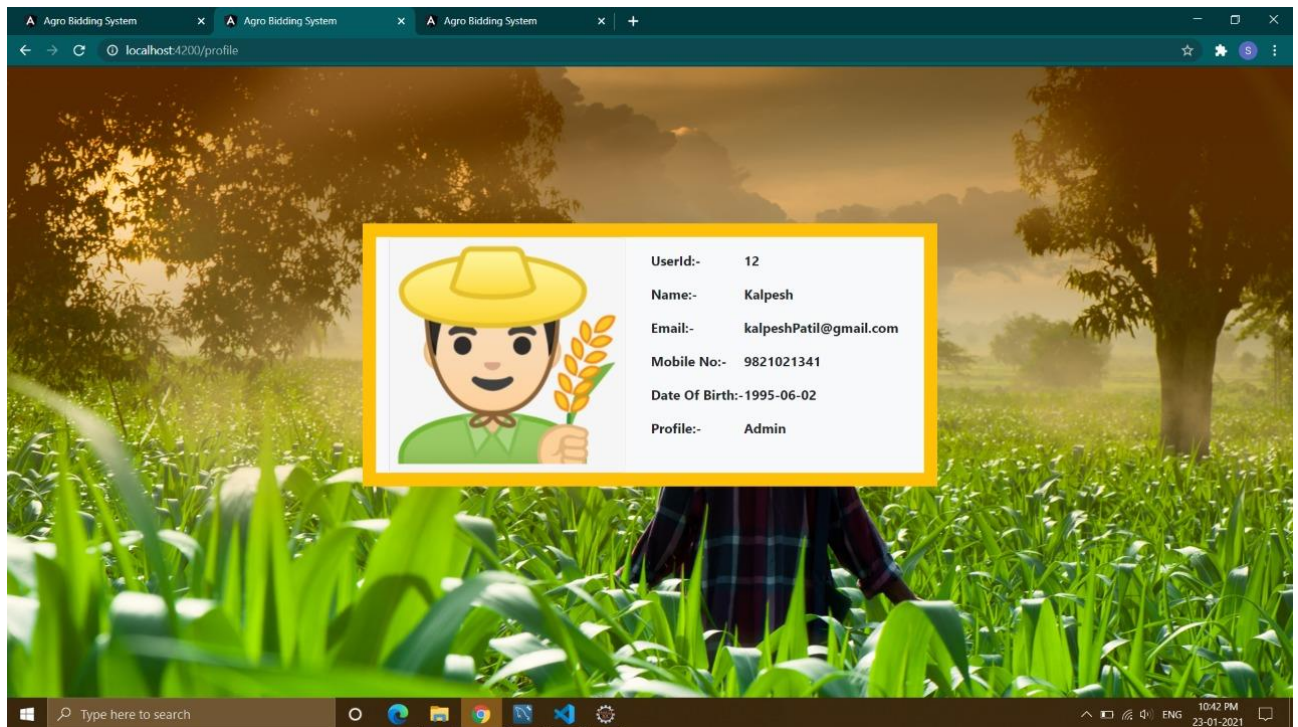 Agro Bidding System
Agro Bidding System
Agro Bidding System
localhost:4200/profile
S
UserId:- 12
Name:- Kalpesh
Email:- kalpeshPatil@gmail.com
Mobile No:- 9821021341
Date Of Birth:- 1995-06-02
Profile:- Admin
Type here to search
ENG
10:42 PM
23-01-2021